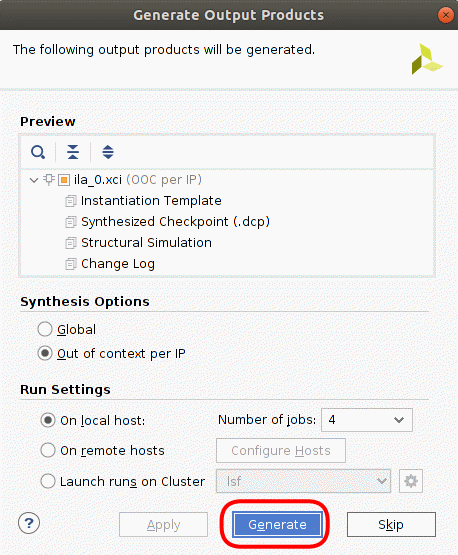 Generate Output Products
The following output products will be generated.
Preview
ila_0.xci (OOC per IP)
Instantiation Template
Synthesized Checkpoint (.dcp)
Structural Simulation
Change Log
Synthesis Options
Global
Out of context per IP
Run Settings
On local host: Number of jobs: 4
On remote hosts Configure Hosts
Launch runs on Cluster lsf
? Apply Generate Skip